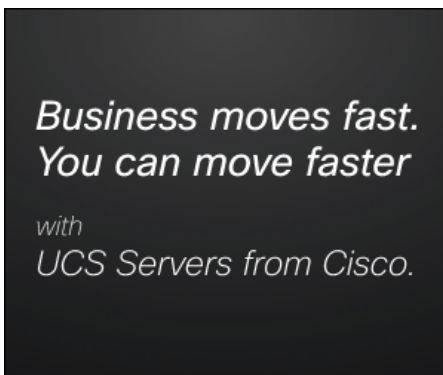 Business moves fast.
You can move faster
with
UCS Servers from Cisco.